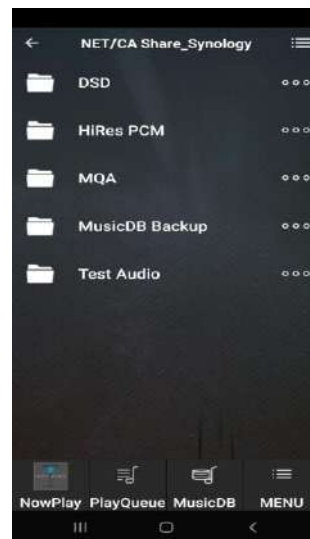 NET/CA Share_Synology
DSD
HiRes PCM
MQA
MusicDB Backup
Test Audio
NowPlay PlayQueue MusicDB MENU